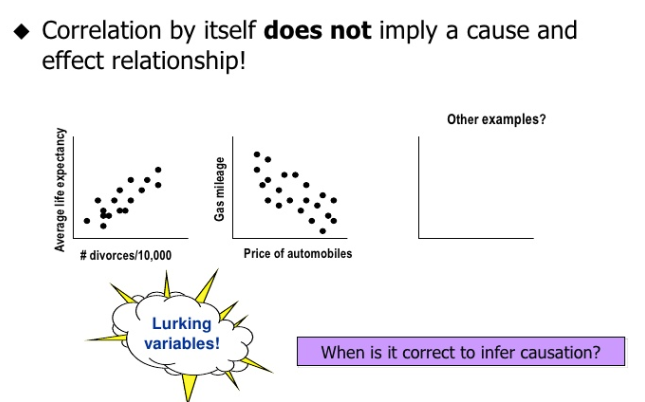 Correlation by itself does not imply a cause and
effect relationship!
Other examples?
Average life expectancy
Gas mileage
# divorces/10,000
Price of automobiles
Lurking
variables!
When is it correct to infer causation?